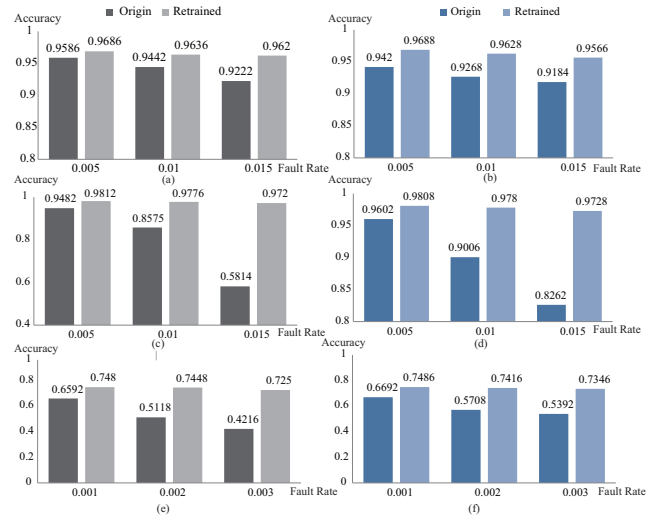 Origin Retrained
Accuracy
1
0.95
0.9
0.85
0.8
0.9586 0.9686
0.9442 0.9636
0.9222 0.962
0.005 0.01 0.015 Fault Rate
(a)
Origin Retrained
Accuracy
1
0.95
0.9
0.85
0.8
0.942 0.9688
0.9268 0.9628
0.9184 0.9566
0.005 0.01 0.015 Fault Rate
(b)
Accuracy
1
0.8
0.6
0.4
0.9482 0.9812
0.8575 0.9776
0.5814 0.972
0.005 0.01 0.015 Fault Rate
(c)
Accuracy
1
0.95
0.9
0.85
0.8
0.9602 0.9808
0.9006 0.978
0.8262 0.9728
0.005 0.01 0.015 Fault Rate
(d)
Accuracy
1
0.8
0.6
0.4
0.2
0
0.6592 0.748
0.5118 0.7448
0.4216 0.725
0.001 0.002 0.003 Fault Rate
(e)
Accuracy
1
0.8
0.6
0.4
0.2
0
0.6692 0.7486
0.5708 0.7416
0.5392 0.7346
0.001 0.002 0.003 Fault Rate
(f)